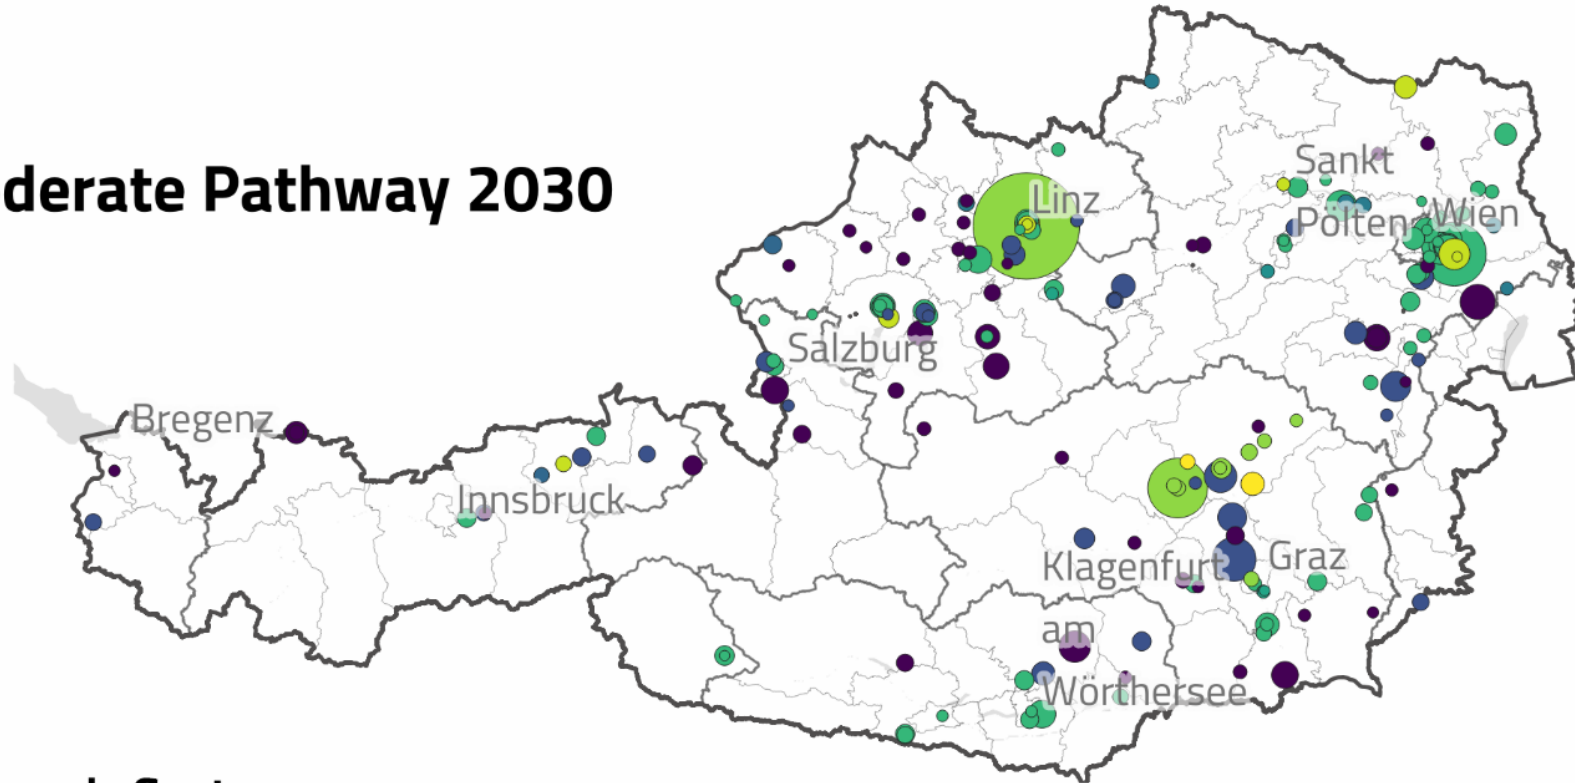 derate Pathway 2030
Linz
Sankt
Pölten
Wien
Salzburg
Bregenz
Innsbruck
Klagenfurt
am
Wörthersee
Graz